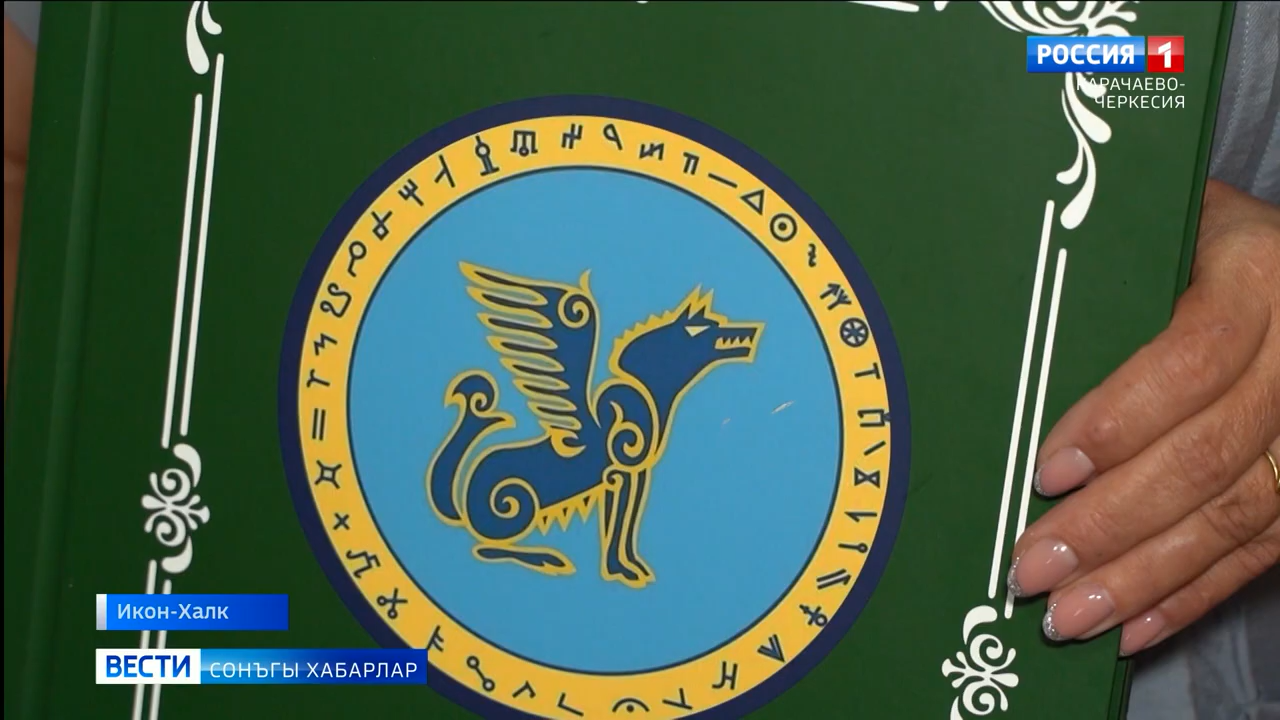 РОССИЯ 1
КАРАЧАЕВО-
ЧЕРКЕСИЯ
Икон-Халк
ВЕСТИ СОНЪГЫ ХАБАРЛАР